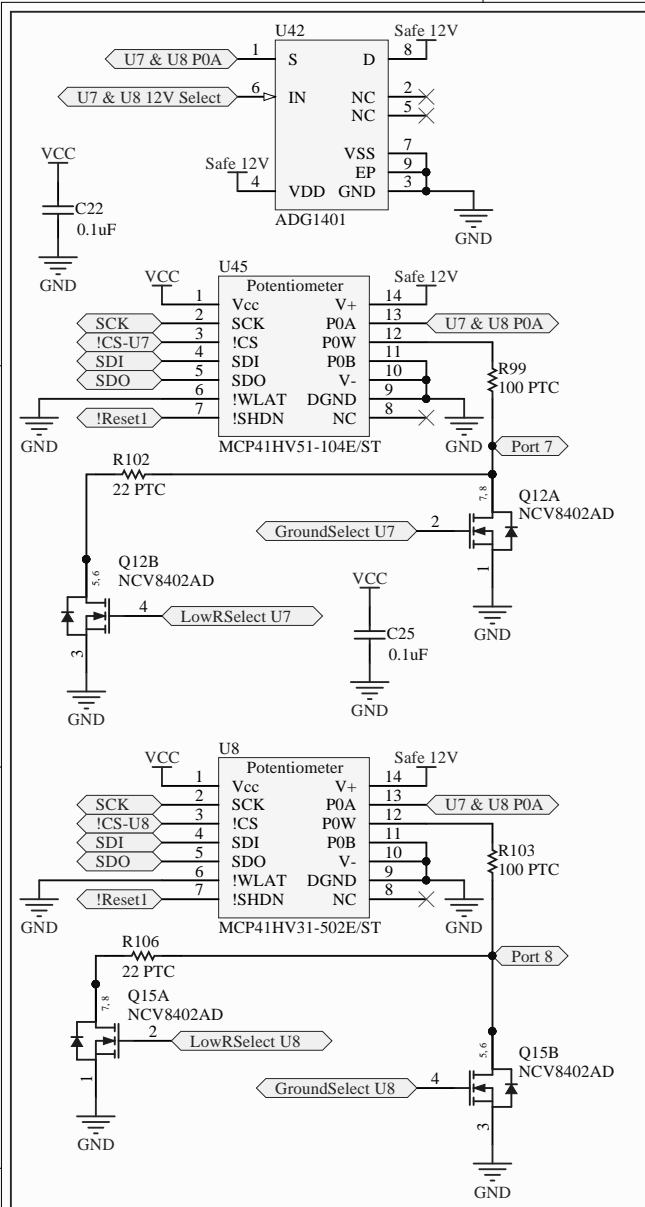 U42
Safe 12V
U7 & U8 P0A 1 S D 8
U7 & U8 12V Select 6 IN NC 2
NC 5
VSS 7
Safe 12V EP 9
4 VDD GND 3
ADG1401
GND
VCC
C22
0.1uF
GND
U45
VCC Potentiometer Safe 12V
1 Vcc V+ 14
SCK 2 SCK P0A 13 U7 & U8 P0A
!CS-U7 3 !CS P0W 12
SDI 4 SDI P0B 11
SDO 5 SDO V- 10
6 !WLAT DGND 9
!Reset1 7 !SHDN NC 8
GND MCP41HV51-104E/ST GND
R99
100 PTC
Port 7
R102
22 PTC
7, 8
Q12A
NCV8402AD
GroundSelect U7 2
1
GND
Q12B
NCV8402AD
5, 6
4 LowRSelect U7
3
GND
VCC
C25
0.1uF
GND
U8
VCC Potentiometer Safe 12V
1 Vcc V+ 14
SCK 2 SCK P0A 13 U7 & U8 P0A
!CS-U8 3 !CS P0W 12
SDI 4 SDI P0B 11
SDO 5 SDO V- 10
6 !WLAT DGND 9
!Reset1 7 !SHDN NC 8
GND MCP41HV31-502E/ST GND
R103
100 PTC
Port 8
R106
22 PTC
Q15A
NCV8402AD
7, 8
2 LowRSelect U8
1
GND
5, 6
Q15B
NCV8402AD
GroundSelect U8 4
3
GND